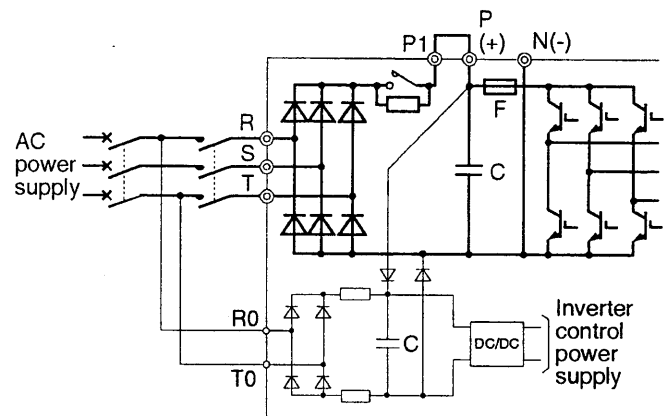 P
P1
(+)
N(-)
F
R
AC
power
supply
S
T
C
R0
T0
C
DC/DC
Inverter
control
power
supply